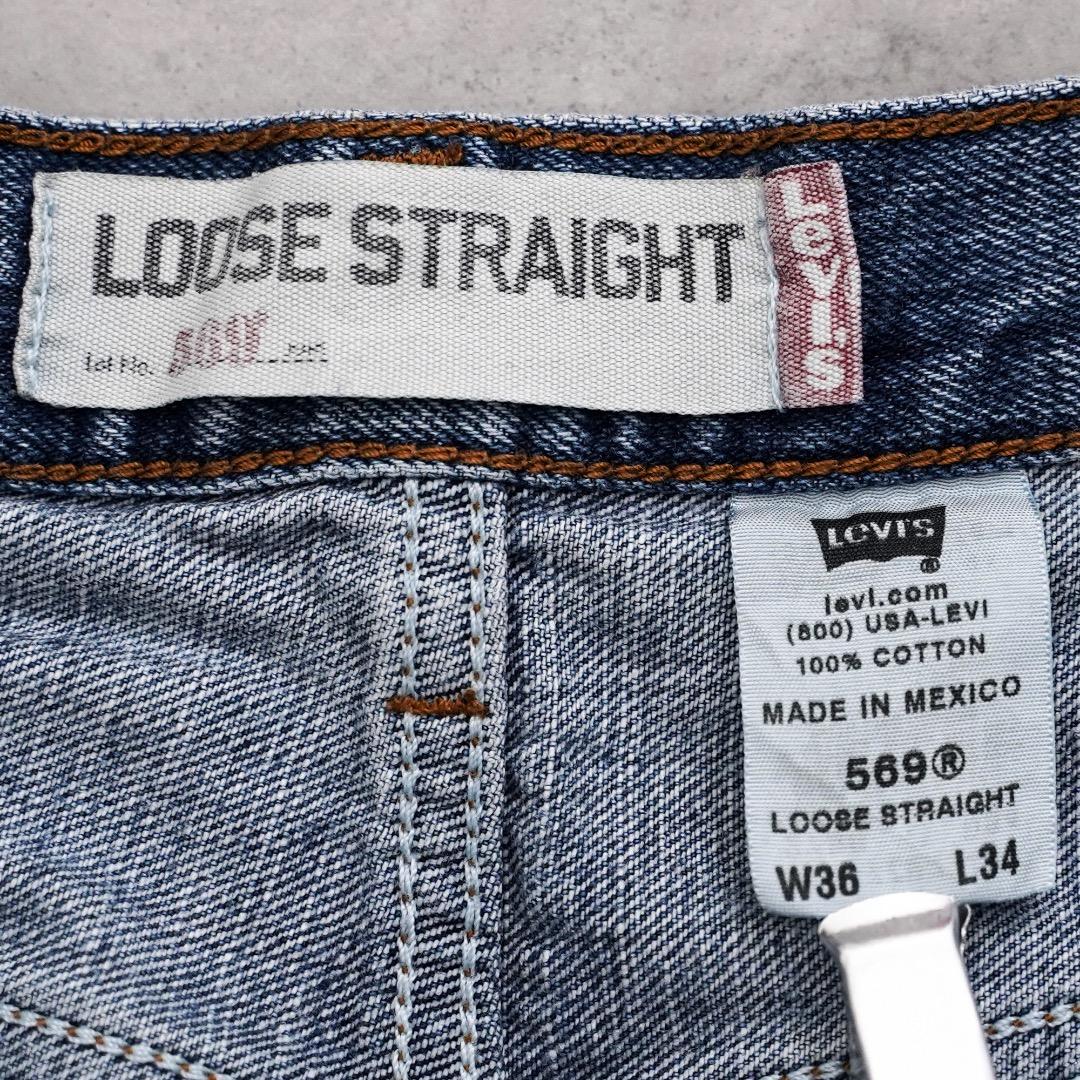 LOOSE STRAIGHT
Lot No. 569
LEVI'S
LEVI'S
®
levi.com
(800) USA-LEVI
100% COTTON
MADE IN MEXICO
569®
LOOSE STRAIGHT
W36 L34